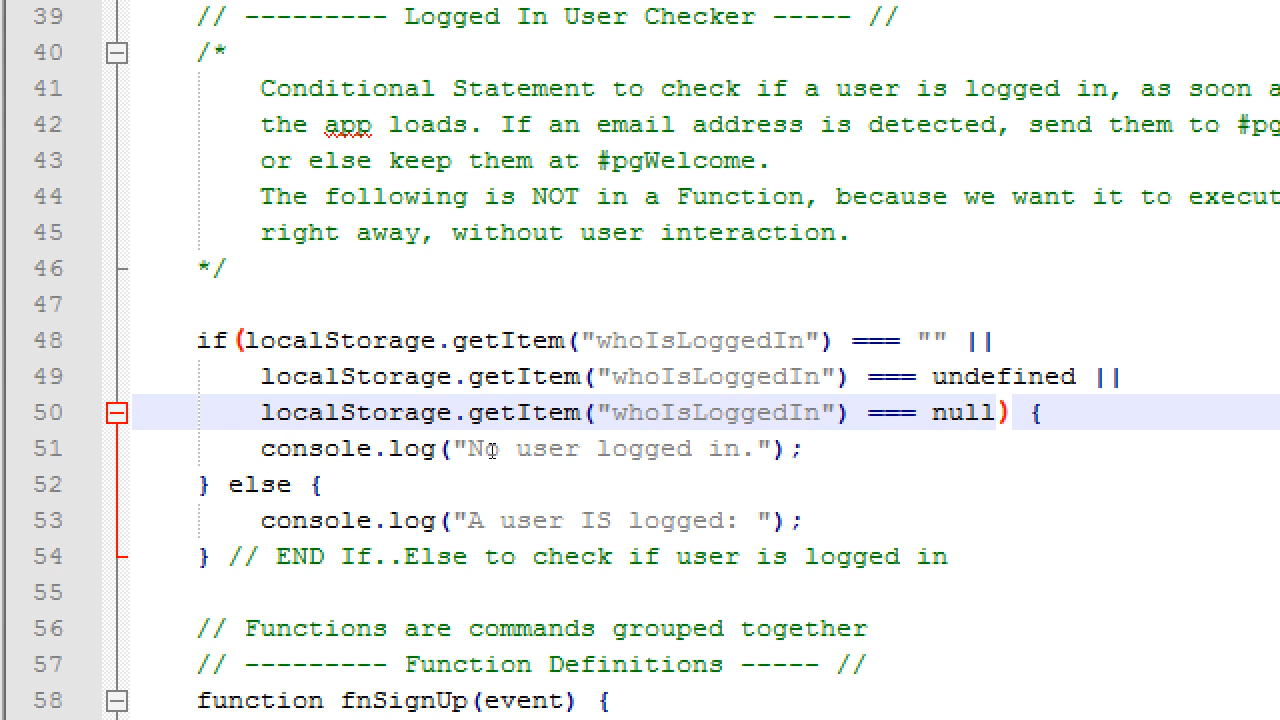 39 // --------- Logged In User Checker ----- //
40 /*
41 Conditional Statement to check if a user is logged in, as soon a
42 the app loads. If an email address is detected, send them to #pg
43 or else keep them at #pgWelcome.
44 The following is NOT in a Function, because we want it to execut
45 right away, without user interaction.
46 */
47
48 if(localStorage.getItem("whoIsLoggedIn") === "" ||
49 localStorage.getItem("whoIsLoggedIn") === undefined ||
50 localStorage.getItem("whoIsLoggedIn") === null) {
51 console.log("No user logged in.");
52 } else {
53 console.log("A user IS logged: ");
54 } // END If..Else to check if user is logged in
55
56 // Functions are commands grouped together
57 // --------- Function Definitions ----- //
58 function fnSignUp(event) {